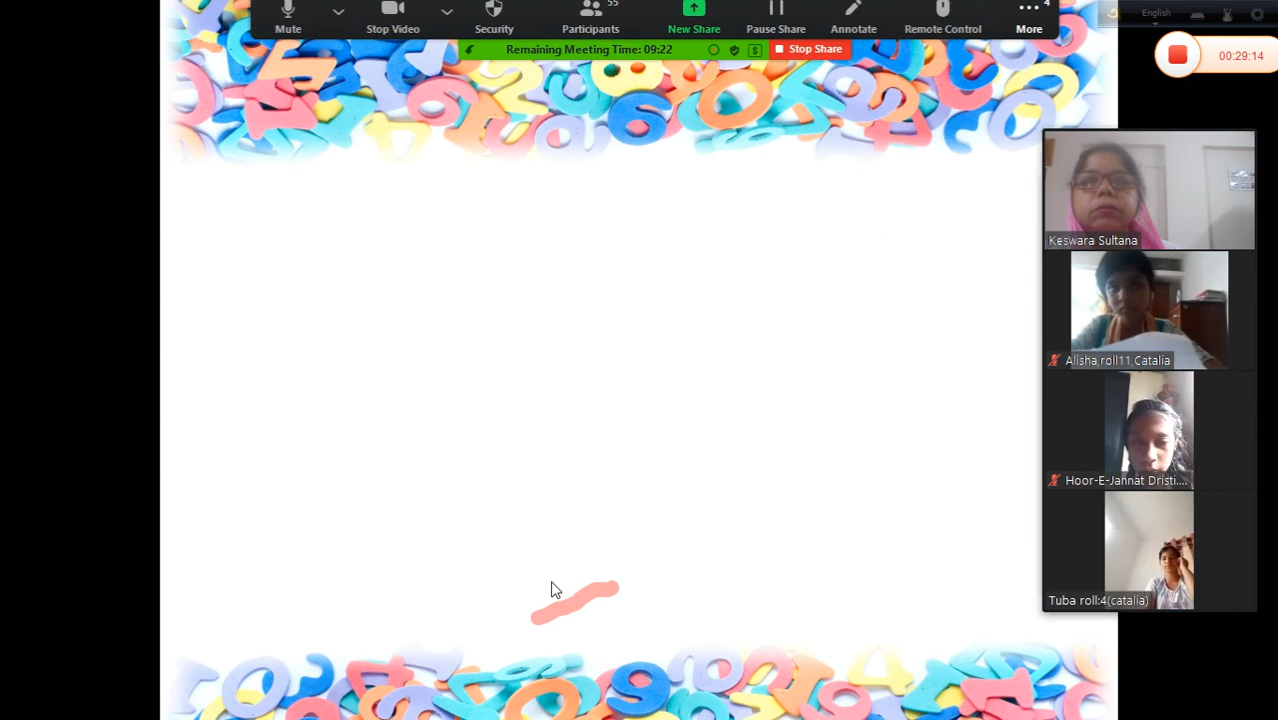 55
4
English
Mute
Stop Video
Security
Participants
New Share
Pause Share
Annotate
Remote Control
More
Remaining Meeting Time: 09:22
Stop Share
00:29:14
Keswara Sultana
Alisha,roll11,Catalia
Hoor-E-Jannat Dristi....
Tuba roll:4(catalia)